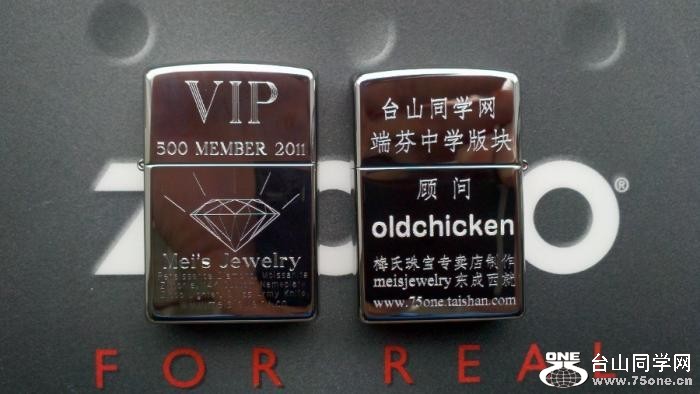 VIP
500 MEMBER 2011
Mei's Jewelry
台山同学网
端芬中学版块
顾问
oldchicken
梅氏珠宝专卖店制作
meisjewelry东成西就
www.75one.taishan.com
ZIPPO®
FOR REAL
ONE
台山同学网
www.75one.cn